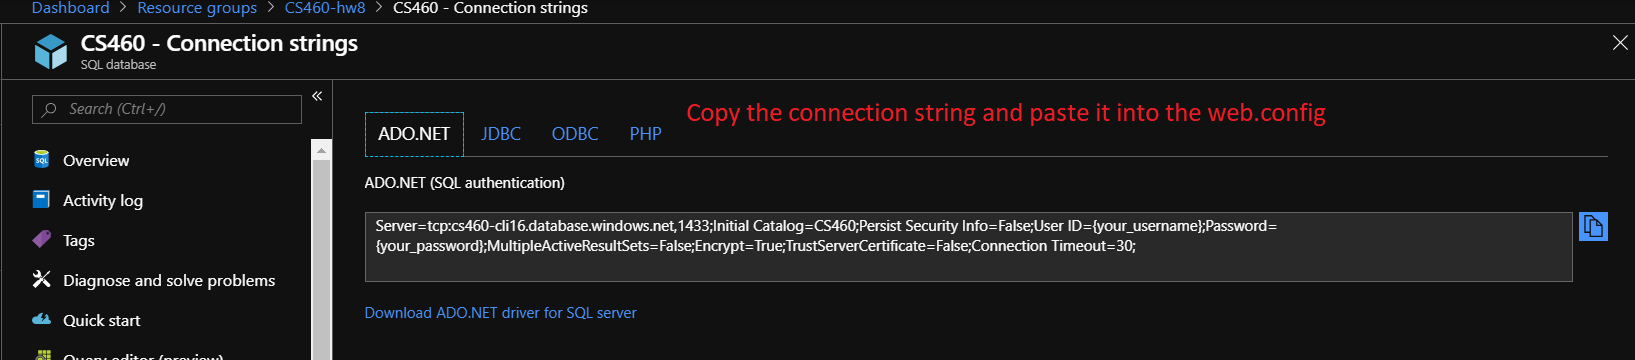 Dashboard > Resource groups > CS460-hw8 > CS460 - Connection strings
CS460 - Connection strings
SQL database
Search (Ctrl+/)
«
SQL
Overview
Activity log
Tags
Diagnose and solve problems
Quick start
Query editor (preview)
Copy the connection string and paste it into the web.config
ADO.NET JDBC ODBC PHP
ADO.NET (SQL authentication)
Server=tcp:cs460-cli16.database.windows.net,1433;Initial Catalog=CS460;Persist Security Info=False;User ID={your_username};Password=
{your_password};MultipleActiveResultSets=False;Encrypt=True;TrustServerCertificate=False;Connection Timeout=30;
Download ADO.NET driver for SQL server